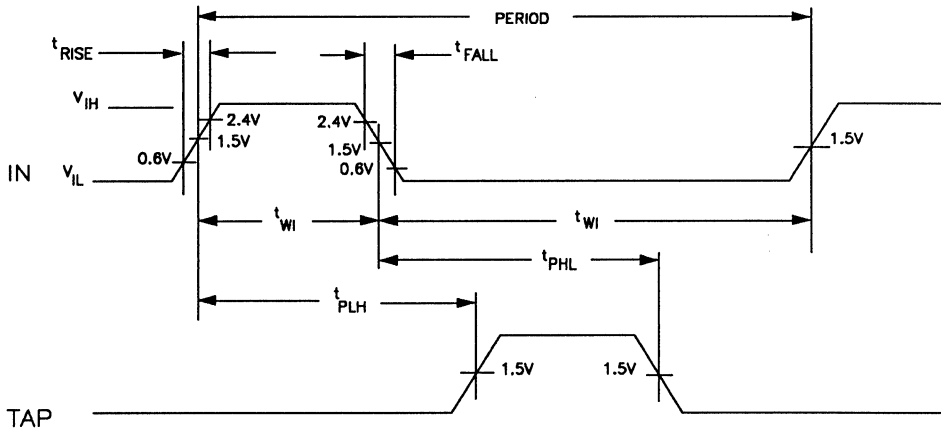 PERIOD
tRISE
tFALL
VIH
2.4V
2.4V
1.5V
1.5V
1.5V
0.6V
0.6V
IN
VIL
tWI
tWI
tPHL
tPLH
1.5V
1.5V
TAP